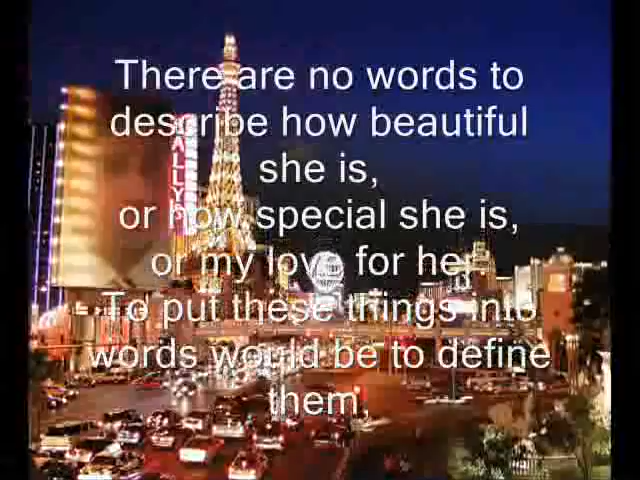 There are no words to
describe how beautiful
she is,
or how special she is,
or my love for her.
To put these things into
words would be to define
them,
BALLYS